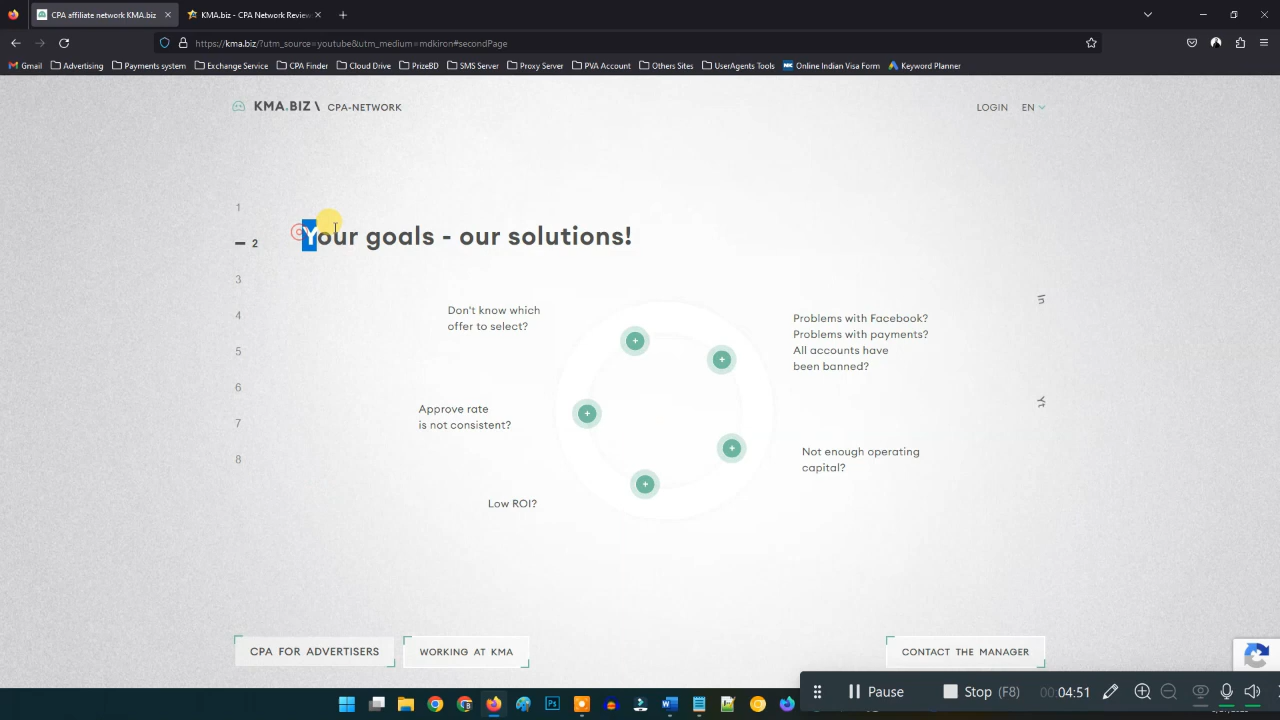 CPA affiliate network KMA.biz
KMA.biz - CPA Network Review
https://kma.biz/?utm_source=youtube&utm_medium=mdkiron#secondPage
Gmail
Advertising
Payments system
Exchange Service
CPA Finder
Cloud Drive
PrizeBD
SMS Server
Proxy Server
PVA Account
Others Sites
UserAgents Tools
Online Indian Visa Form
Keyword Planner
KMA.BIZ \ CPA-NETWORK
LOGIN
EN
1
2
3
4
5
6
7
8
Your goals - our solutions!
Don't know which
offer to select?
Problems with Facebook?
Problems with payments?
All accounts have
been banned?
Approve rate
is not consistent?
Not enough operating
capital?
Low ROI?
CPA FOR ADVERTISERS
WORKING AT KMA
CONTACT THE MANAGER
Pause
Stop (F8)
00:04:51